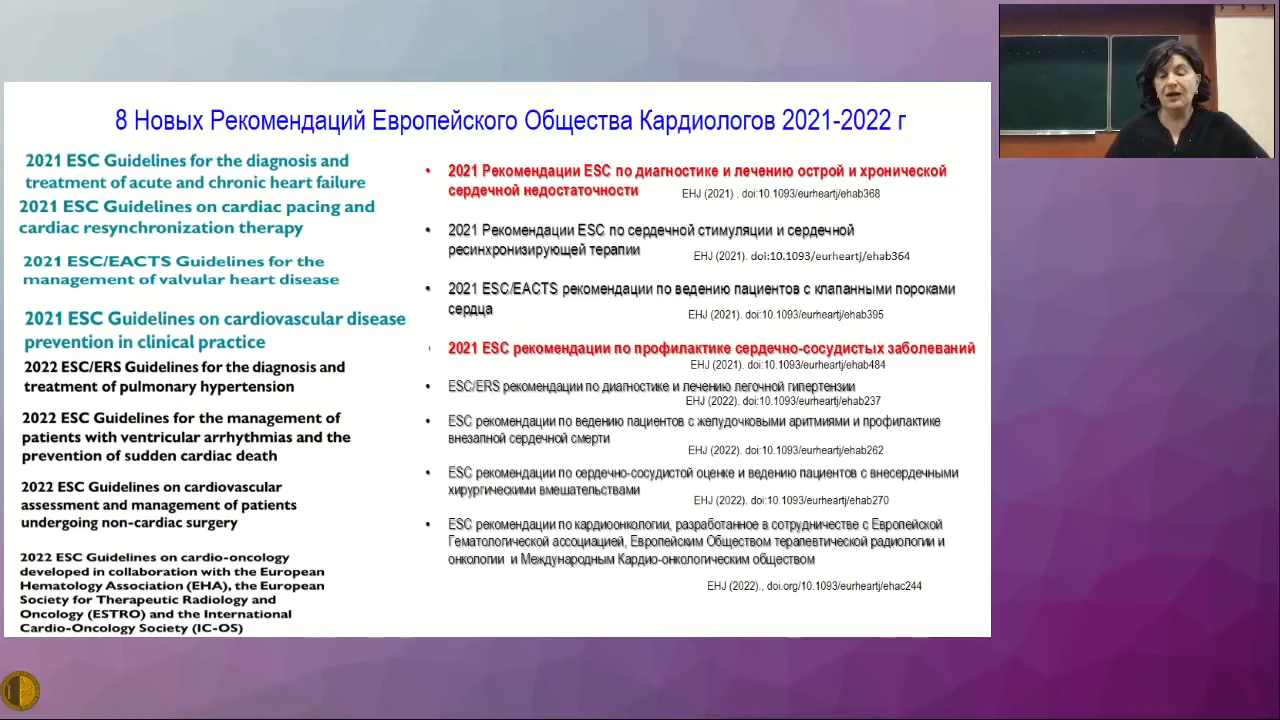 8 Новых Рекомендаций Европейского Общества Кардиологов 2021-2022 г
2021 ESC Guidelines for the diagnosis and
treatment of acute and chronic heart failure
2021 ESC Guidelines on cardiac pacing and
cardiac resynchronization therapy
2021 ESC/EACTS Guidelines for the
management of valvular heart disease
2021 ESC Guidelines on cardiovascular disease
prevention in clinical practice
2022 ESC/ERS Guidelines for the diagnosis and
treatment of pulmonary hypertension
2022 ESC Guidelines for the management of
patients with ventricular arrhythmias and the
prevention of sudden cardiac death
2022 ESC Guidelines on cardiovascular
assessment and management of patients
undergoing non-cardiac surgery
2022 ESC Guidelines on cardio-oncology
developed in collaboration with the European
Hematology Association (EHA), the European
Society for Therapeutic Radiology and
Oncology (ESTRO) and the International
Cardio-Oncology Society (IC-OS)
• 2021 Рекомендации ESC по диагностике и лечению острой и хронической
сердечной недостаточности EHJ (2021) . doi:10.1093/eurheartj/ehab368
• 2021 Рекомендации ESC по сердечной стимуляции и сердечной
ресинхронизирующей терапии EHJ (2021). doi:10.1093/eurheartj/ehab364
• 2021 ESC/EACTS рекомендации по ведению пациентов с клапанными пороками
сердца EHJ (2021). doi:10.1093/eurheartj/ehab395
• 2021 ESC рекомендации по профилактике сердечно-сосудистых заболеваний
EHJ (2021). doi:10.1093/eurheartj/ehab484
• ESC/ERS рекомендации по диагностике и лечению легочной гипертензии
EHJ (2022). doi:10.1093/eurheartj/ehab237
• ESC рекомендации по ведению пациентов с желудочковыми аритмиями и профилактике
внезапной сердечной смерти EHJ (2022). doi:10.1093/eurheartj/ehab262
• ESC рекомендации по сердечно-сосудистой оценке и ведению пациентов с внесердечными
хирургическими вмешательствами EHJ (2022). doi:10.1093/eurheartj/ehab270
• ESC рекомендации по кардиоонкологии, разработанное в сотрудничестве с Европейской
Гематологической ассоциацией, Европейским Обществом терапевтической радиологии и
онкологии и Международным Кардио-онкологическим обществом
EHJ (2022)., doi.org/10.1093/eurheartj/ehac244